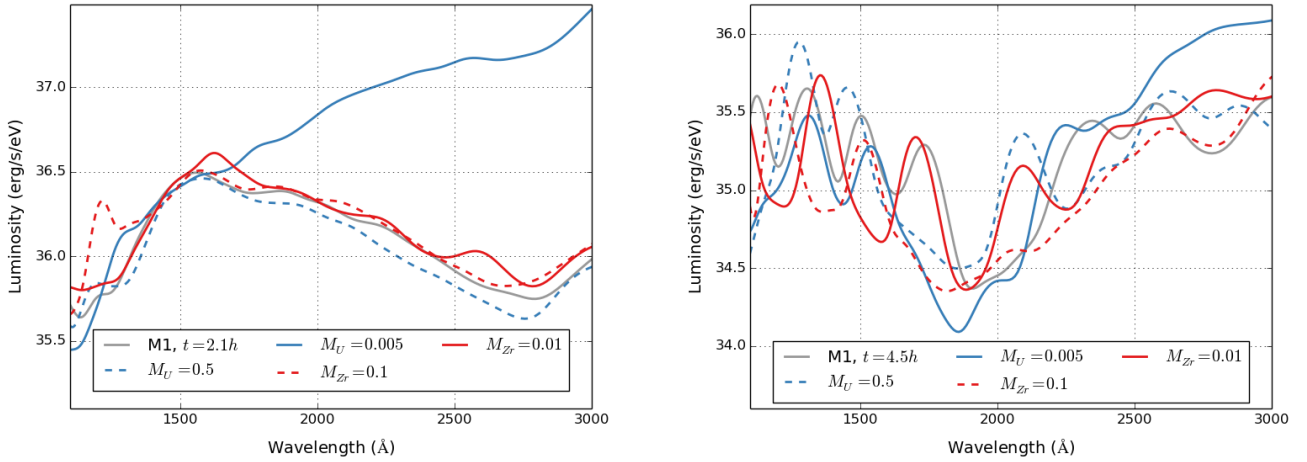 Luminosity (erg/s/eV)
37.0
36.5
36.0
35.5
1500
2000
2500
3000
Wavelength (Å)
M1, t=2.1h
M_U=0.5
M_U=0.005
M_Zr=0.1
M_Zr=0.01
Luminosity (erg/s/eV)
36.0
35.5
35.0
34.5
34.0
1500
2000
2500
3000
Wavelength (Å)
M1, t=4.5h
M_U=0.5
M_U=0.005
M_Zr=0.1
M_Zr=0.01